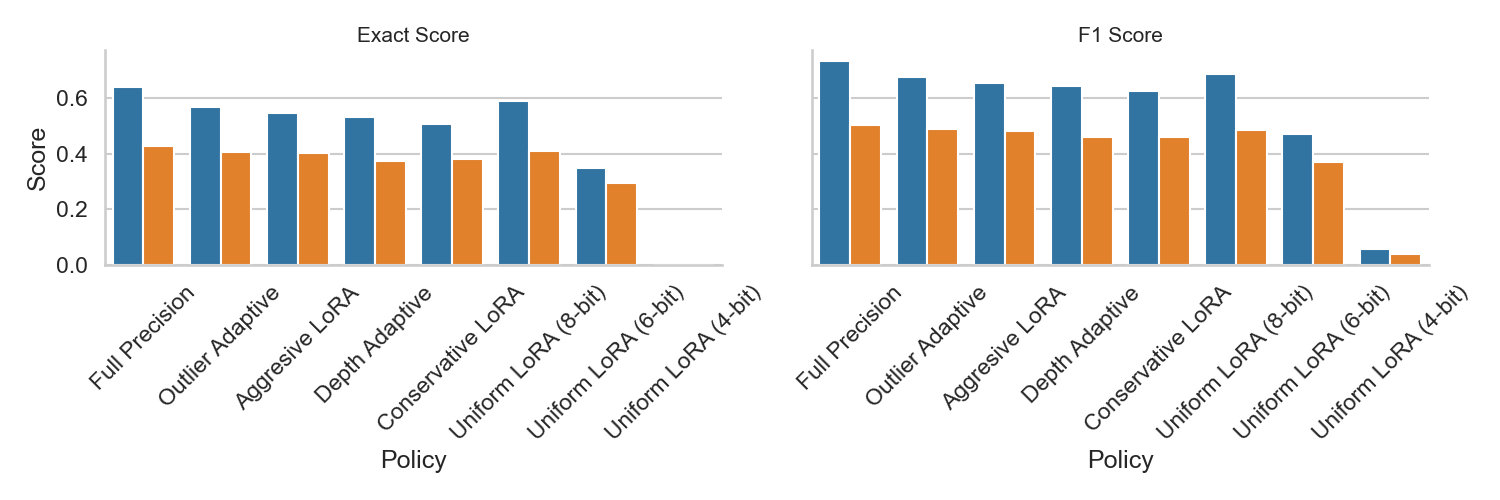 Exact Score
Score
0.6
0.4
0.2
0.0
Full Precision
Outlier Adaptive
Aggresive LoRA
Depth Adaptive
Conservative LoRA
Uniform LoRA (8-bit)
Uniform LoRA (6-bit)
Uniform LoRA (4-bit)
Policy
F1 Score
Full Precision
Outlier Adaptive
Aggresive LoRA
Depth Adaptive
Conservative LoRA
Uniform LoRA (8-bit)
Uniform LoRA (6-bit)
Uniform LoRA (4-bit)
Policy